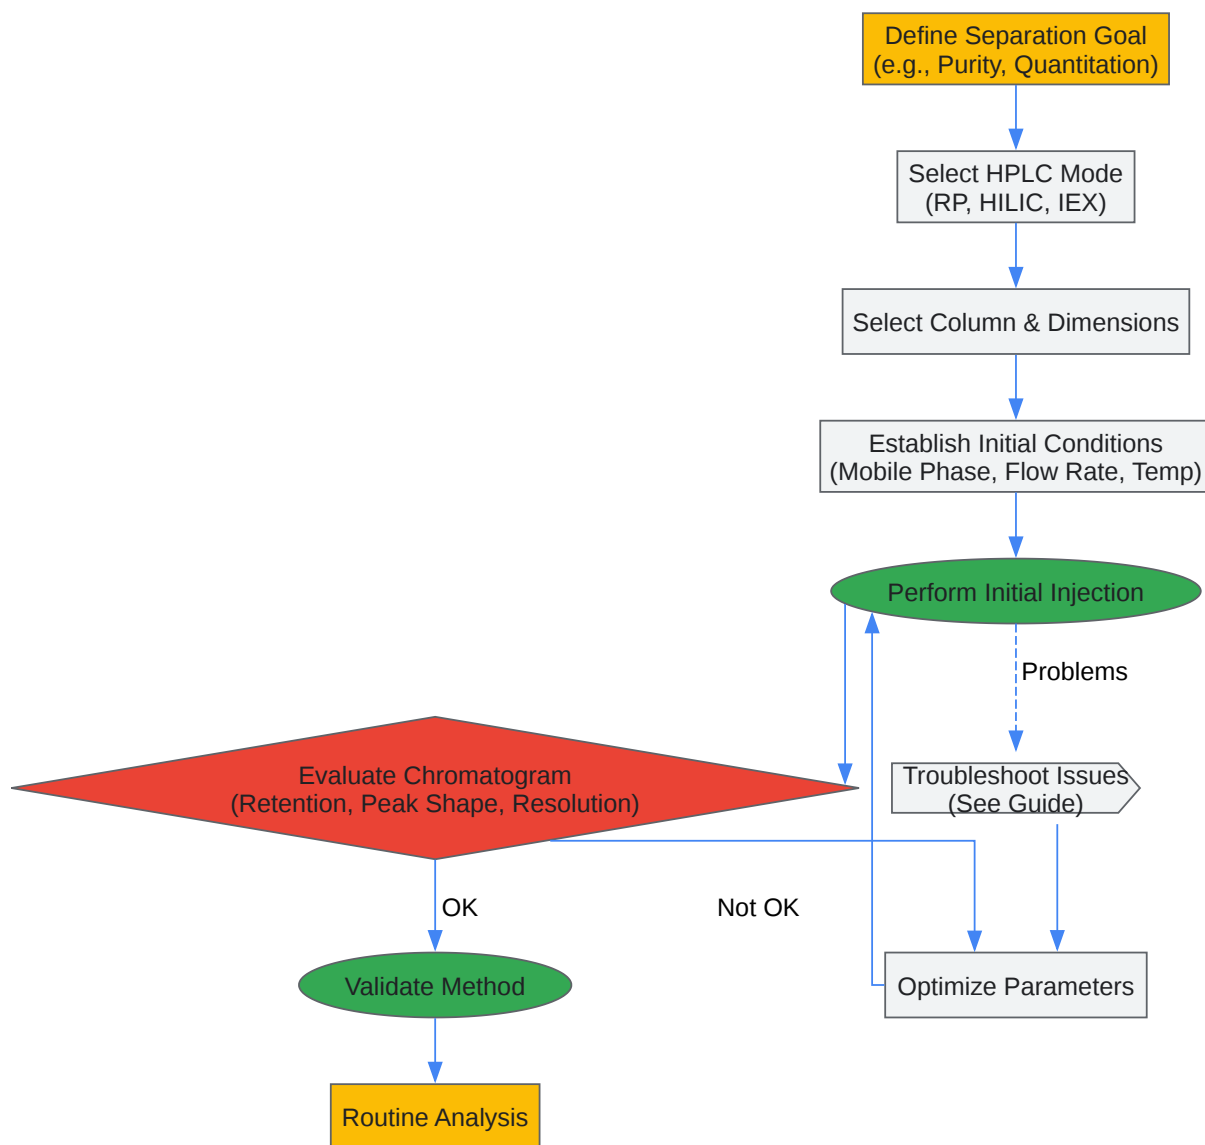 Define Separation Goal
(e.g., Purity, Quantitation)
Select HPLC Mode
(RP, HILIC, IEX)
Select Column & Dimensions
Establish Initial Conditions
(Mobile Phase, Flow Rate, Temp)
Perform Initial Injection
Problems
Evaluate Chromatogram
(Retention, Peak Shape, Resolution)
Troubleshoot Issues
(See Guide)
OK
Not OK
Validate Method
Optimize Parameters
Routine Analysis